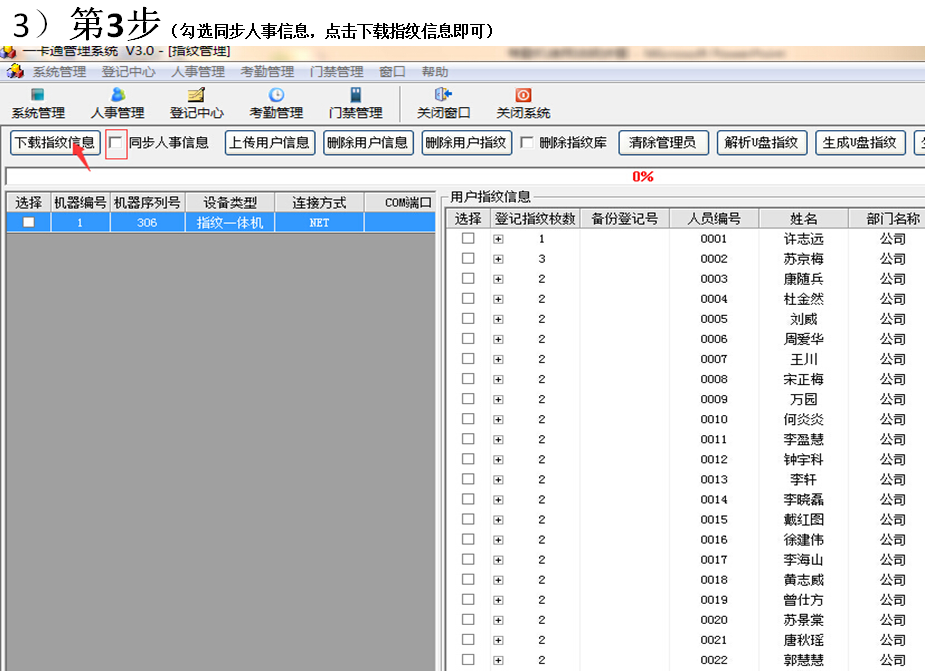 3）第3步（勾选同步人事信息，点击下载指纹信息即可）
一卡通管理系统 V3.0 - [指纹管理]
系统管理 登记中心 人事管理 考勤管理 门禁管理 窗口 帮助
系统管理 人事管理 登记中心 考勤管理 门禁管理 关闭窗口 关闭系统
下载指纹信息 同步人事信息 上传用户信息 删除用户信息 删除用户指纹 删除指纹库 清除管理员 解析U盘指纹 生成U盘指纹
0%
选择 机器编号 机器序列号 设备类型 连接方式 COM端口
1 306 指纹一体机 NET
用户指纹信息
选择 登记指纹枚数 备份登记号 人员编号 姓名 部门名称
1 0001 许志远 公司
3 0002 苏京梅 公司
2 0003 康随兵 公司
2 0004 杜金然 公司
2 0005 刘威 公司
2 0006 周爱华 公司
2 0007 王川 公司
2 0008 宋正梅 公司
2 0009 万园 公司
2 0010 何炎炎 公司
2 0011 李盈慧 公司
2 0012 钟宇科 公司
2 0013 李轩 公司
2 0014 李晓磊 公司
2 0015 戴红图 公司
2 0016 徐建伟 公司
2 0017 李海山 公司
2 0018 黄志威 公司
2 0019 曾仕方 公司
2 0020 苏景棠 公司
2 0021 唐秋瑶 公司
2 0022 郭慧慧 公司